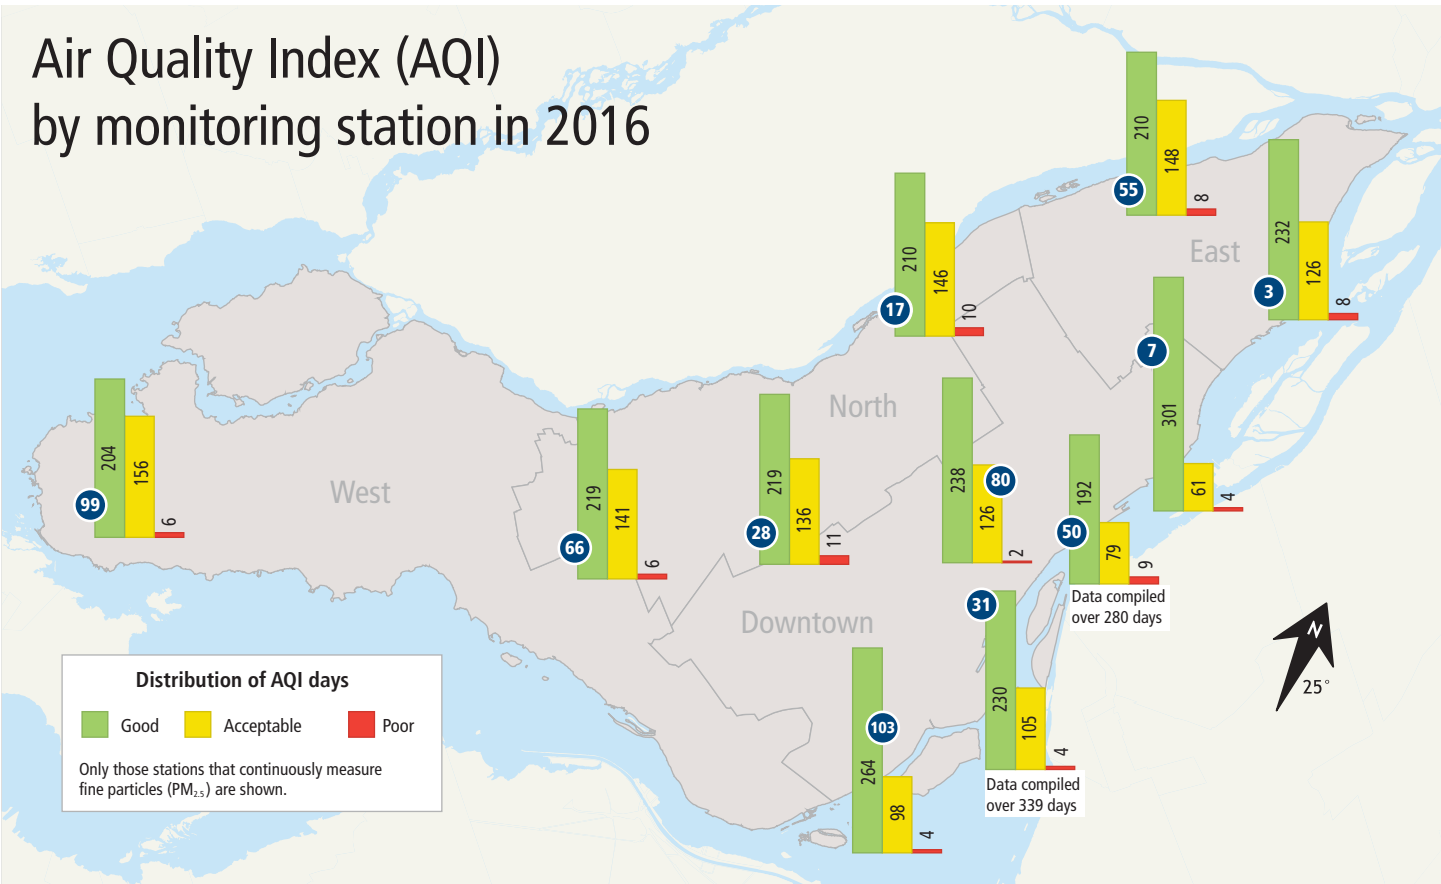 Air Quality Index (AQI)
by monitoring station in 2016
55
210
148
8
East
3
232
126
8
17
210
146
10
7
301
61
4
North
99
204
156
6
West
66
219
141
6
28
219
136
11
80
238
126
2
50
192
79
9
Data compiled
over 280 days
Downtown
31
230
105
4
Data compiled
over 339 days
103
264
98
4
N
25°
Distribution of AQI days
Good
Acceptable
Poor
Only those stations that continuously measure
fine particles (PM2.5) are shown.